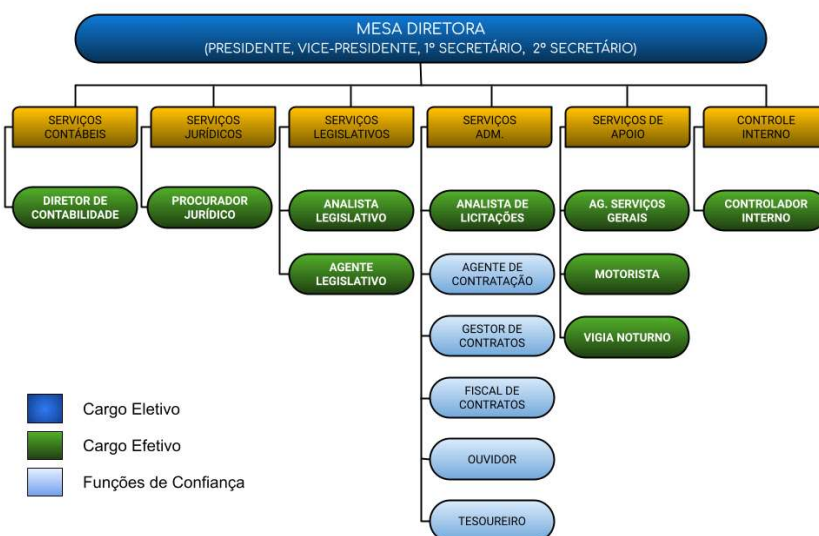 MESA DIRETORA
(PRESIDENTE, VICE-PRESIDENTE, 1º SECRETÁRIO, 2º SECRETÁRIO)
SERVIÇOS
CONTÁBEIS
SERVIÇOS
JURÍDICOS
SERVIÇOS
LEGISLATIVOS
SERVIÇOS
ADM.
SERVIÇOS DE
APOIO
CONTROLE
INTERNO
DIRETOR DE
CONTABILIDADE
PROCURADOR
JURÍDICO
ANALISTA
LEGISLATIVO
ANALISTA DE
LICITAÇÕES
AG. SERVIÇOS
GERAIS
CONTROLADOR
INTERNO
AGENTE
LEGISLATIVO
AGENTE DE
CONTRATAÇÃO
MOTORISTA
GESTOR DE
CONTRATOS
VIGIA NOTURNO
FISCAL DE
CONTRATOS
OUVIDOR
TESOUREIRO
Cargo Eletivo
Cargo Efetivo
Funções de Confiança